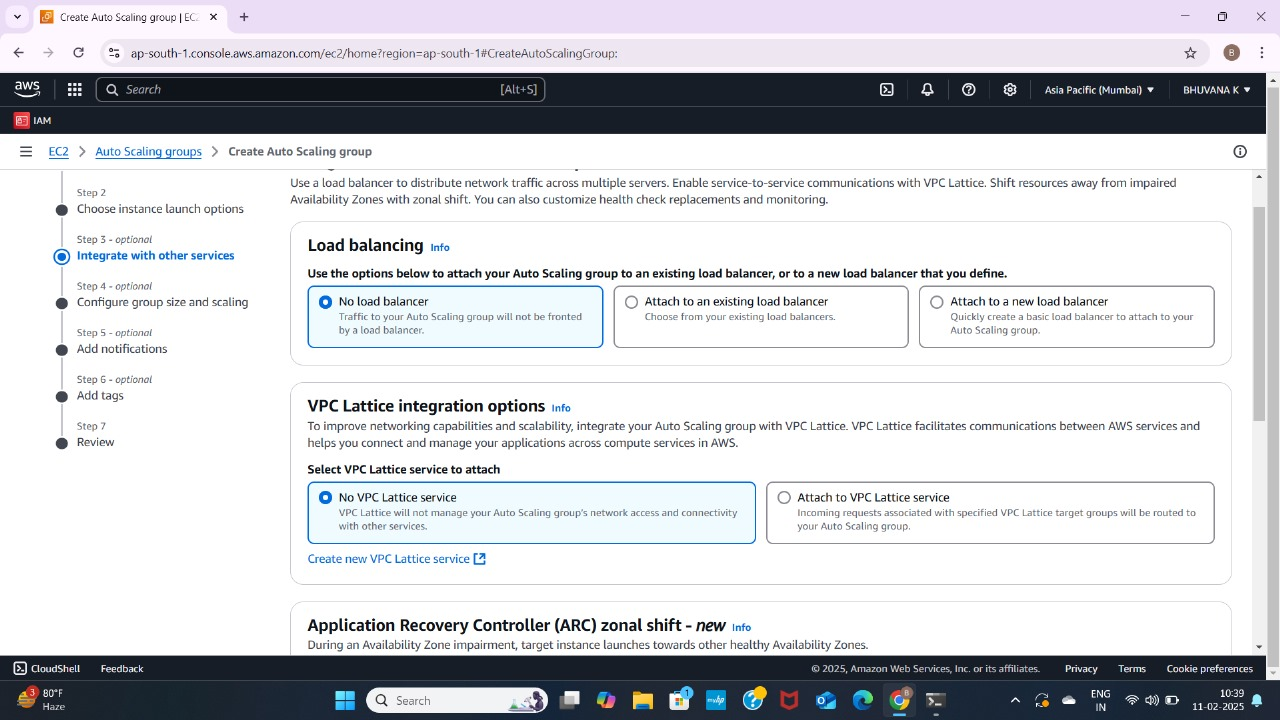 Create Auto Scaling group | EC2
ap-south-1.console.aws.amazon.com/ec2/home?region=ap-south-1#CreateAutoScalingGroup:
B
aws
Search
[Alt+S]
Asia Pacific (Mumbai)
BHUVANA K
IAM
EC2
Auto Scaling groups
Create Auto Scaling group
Step 2
Choose instance launch options
Step 3 - optional
Integrate with other services
Step 4 - optional
Configure group size and scaling
Step 5 - optional
Add notifications
Step 6 - optional
Add tags
Step 7
Review
Use a load balancer to distribute network traffic across multiple servers. Enable service-to-service communications with VPC Lattice. Shift resources away from impaired
Availability Zones with zonal shift. You can also customize health check replacements and monitoring.
Load balancing Info
Use the options below to attach your Auto Scaling group to an existing load balancer, or to a new load balancer that you define.
No load balancer
Traffic to your Auto Scaling group will not be fronted
by a load balancer.
Attach to an existing load balancer
Choose from your existing load balancers.
Attach to a new load balancer
Quickly create a basic load balancer to attach to your
Auto Scaling group.
VPC Lattice integration options Info
To improve networking capabilities and scalability, integrate your Auto Scaling group with VPC Lattice. VPC Lattice facilitates communications between AWS services and
helps you connect and manage your applications across compute services in AWS.
Select VPC Lattice service to attach
No VPC Lattice service
VPC Lattice will not manage your Auto Scaling group's network access and connectivity
with other services.
Attach to VPC Lattice service
Incoming requests associated with specified VPC Lattice target groups will be routed to
your Auto Scaling group.
Create new VPC Lattice service
Application Recovery Controller (ARC) zonal shift - new Info
During an Availability Zone impairment, target instance launches towards other healthy Availability Zones.
CloudShell
Feedback
© 2025, Amazon Web Services, Inc. or its affiliates.
Privacy
Terms
Cookie preferences
3
80°F
Haze
Search
1
ENG
IN
10:39
11-02-2025